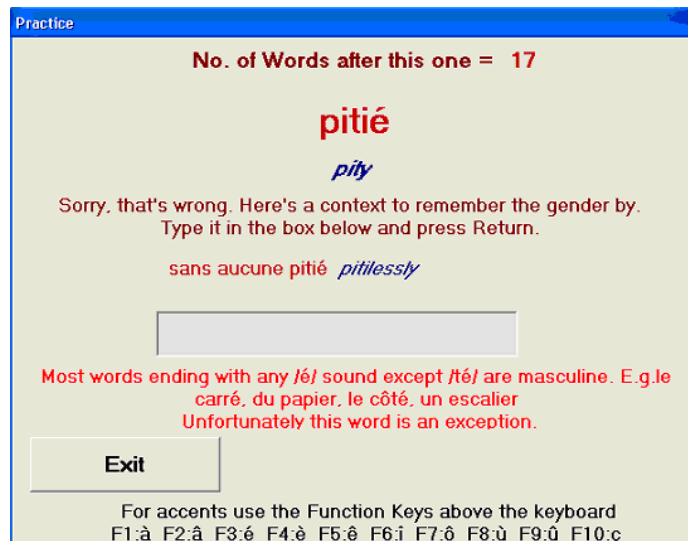 Practice
No. of Words after this one = 17
pitié
pity
Sorry, that's wrong. Here's a context to remember the gender by.
Type it in the box below and press Return.
sans aucune pitié pitilessly
Most words ending with any /é/ sound except /té/ are masculine. E.g.le
carré, du papier, le côté, un escalier
Unfortunately this word is an exception.
Exit
For accents use the Function Keys above the keyboard
F1:à F2:â F3:é F4:è F5:ê F6:î F7:ô F8:ù F9:û F10:ç